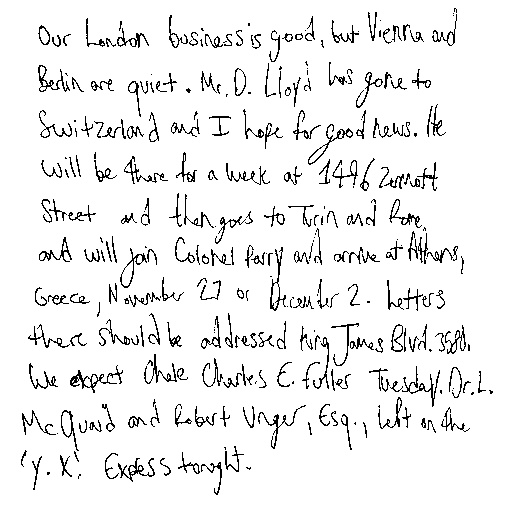 Our London business is good, but Vienna and
Berlin are quiet. Mr. D. Lloyd has gone to
Switzerland and I hope for good news. He
will be there for a week at 1496 Zermott
Street and then goes to Turin and Rome
and will join Colonel Parry and arrive at Athens,
Greece, November 27 or December 2. Letters
there should be addressed King James Blvd. 3580.
We expect Charles E. Fuller Tuesday. Dr. L.
McQuaid and Robert Unger, Esq., left on the
'Y. X.' Express tonight.